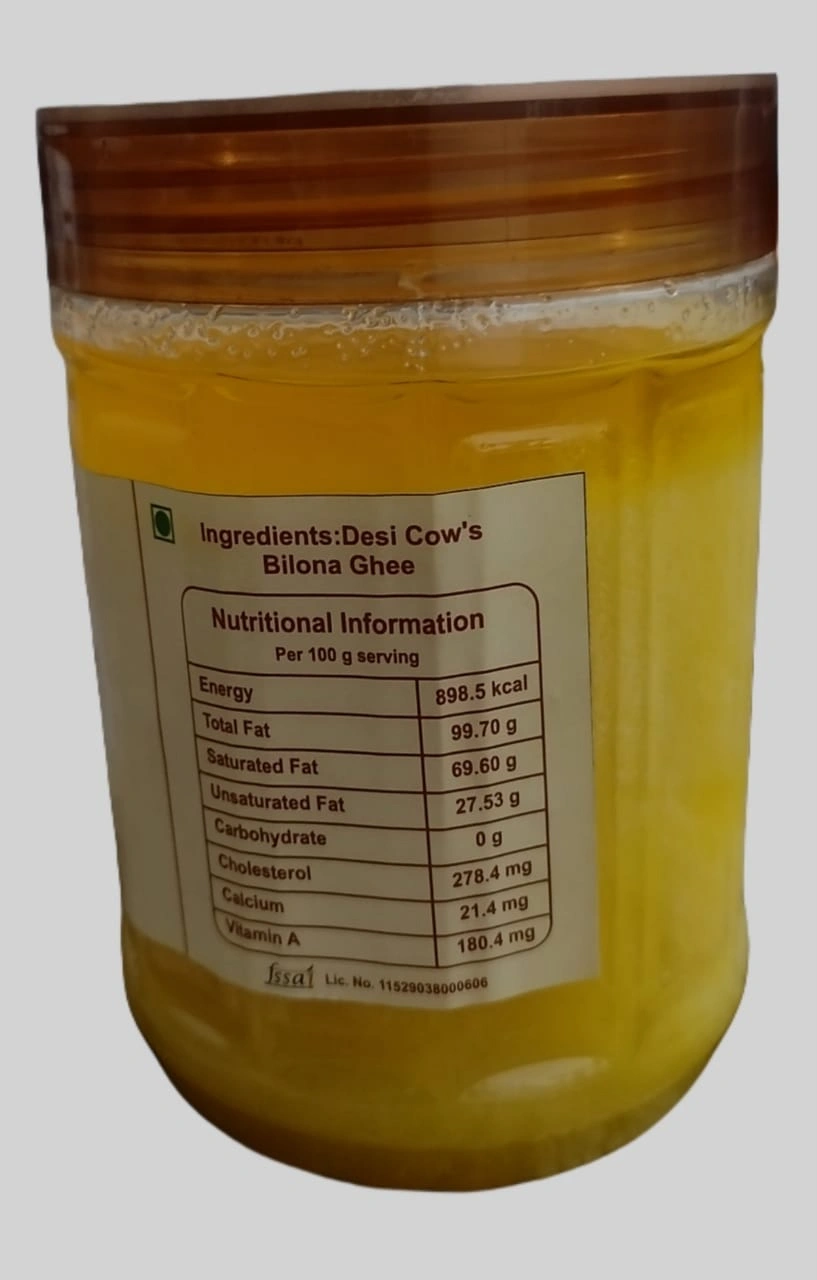 Ingredients:Desi Cow's
Bilona Ghee
Nutritional Information
Per 100 g serving
Energy 898.5 kcal
Total Fat 99.70 g
Saturated Fat 69.60 g
Unsaturated Fat 27.53 g
Carbohydrate 0 g
Cholesterol 278.4 mg
Calcium 21.4 mg
Vitamin A 180.4 mg
fssai Lic. No. 11529038000606